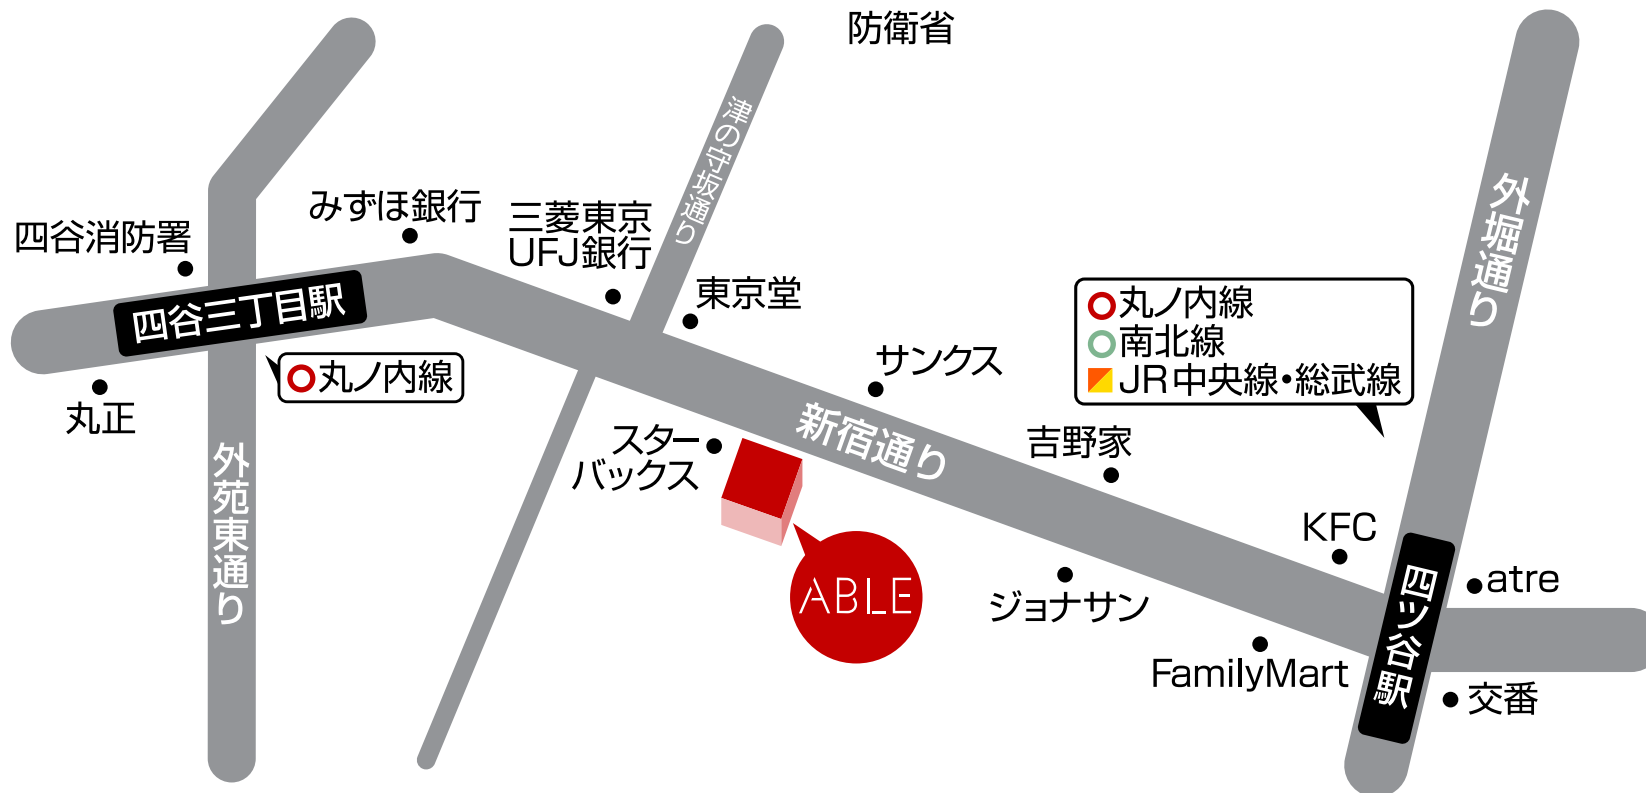 防衛省
津の守坂通り
外堀通り
みずほ銀行
三菱東京
UFJ銀行
四谷消防署
四谷三丁目駅
東京堂
丸ノ内線
南北線
JR中央線・総武線
丸ノ内線
サンクス
丸正
新宿通り
スター
バックス
吉野家
外苑東通り
KFC
ABLE
ジョナサン
四ツ谷駅
atre
FamilyMart
交番